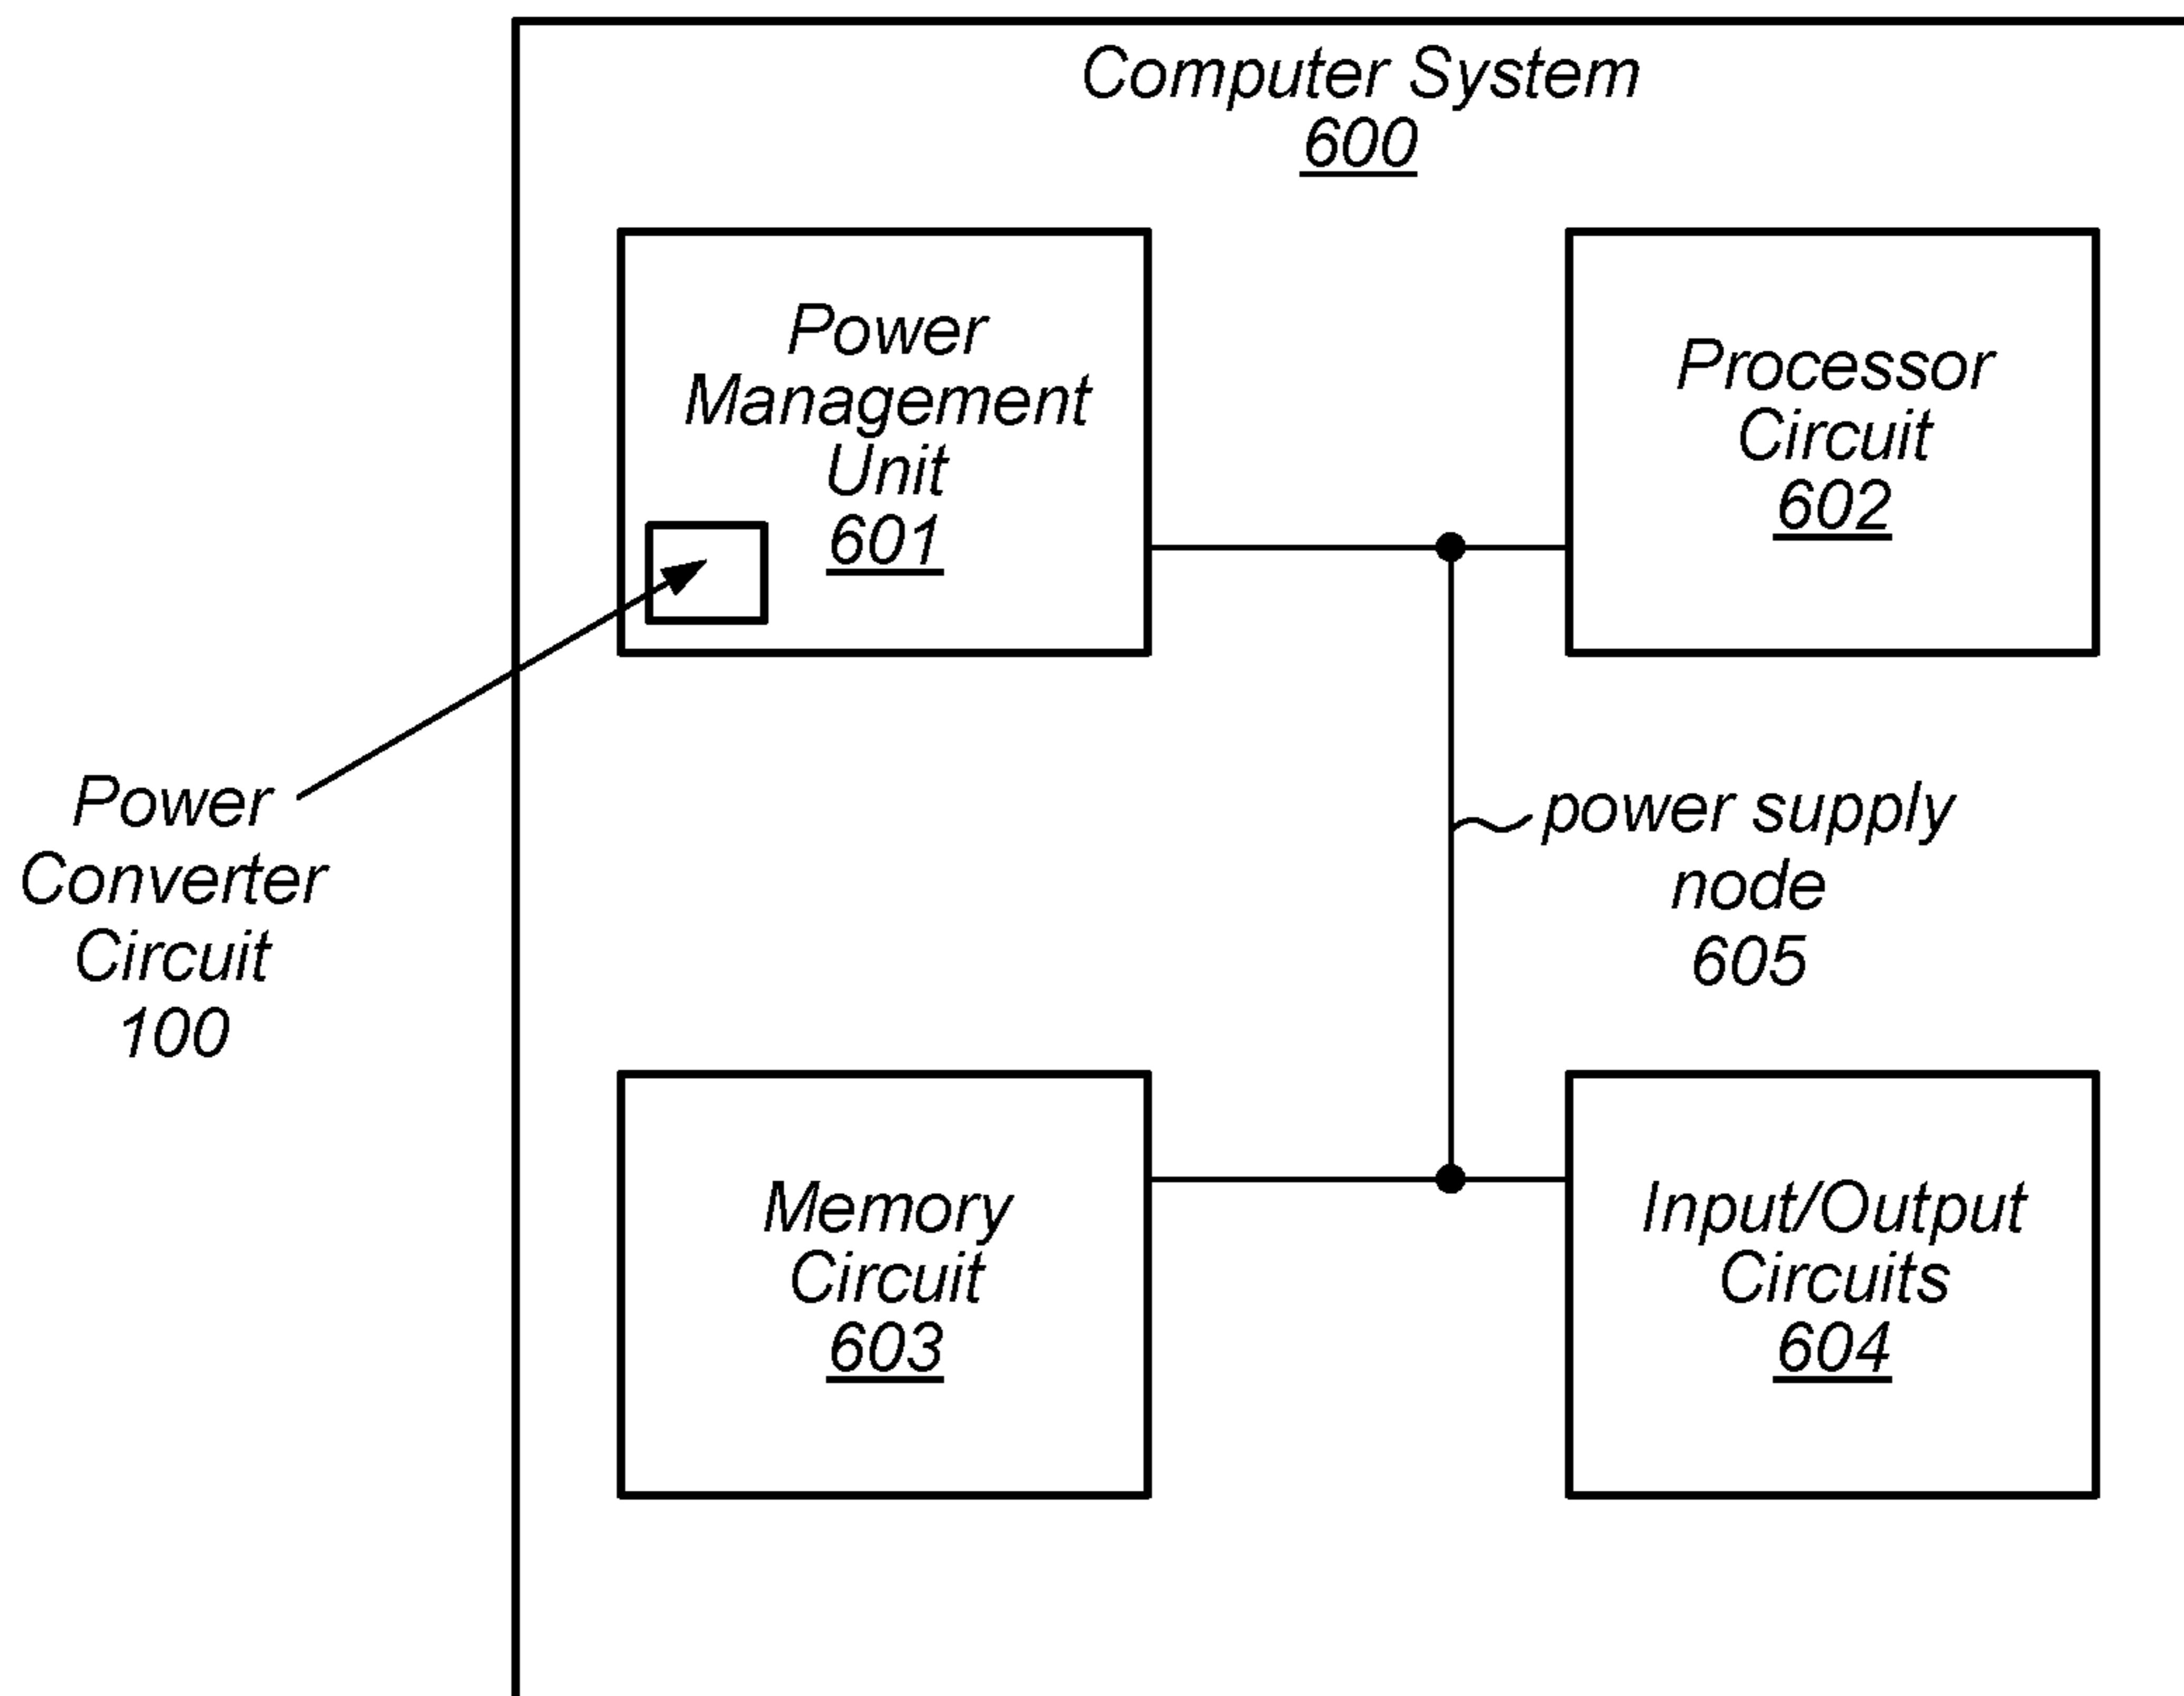 Computer System
600
Power
Management
Unit
601
Processor
Circuit
602
Power
Converter
Circuit
100
power supply
node
605
Memory
Circuit
603
Input/Output
Circuits
604